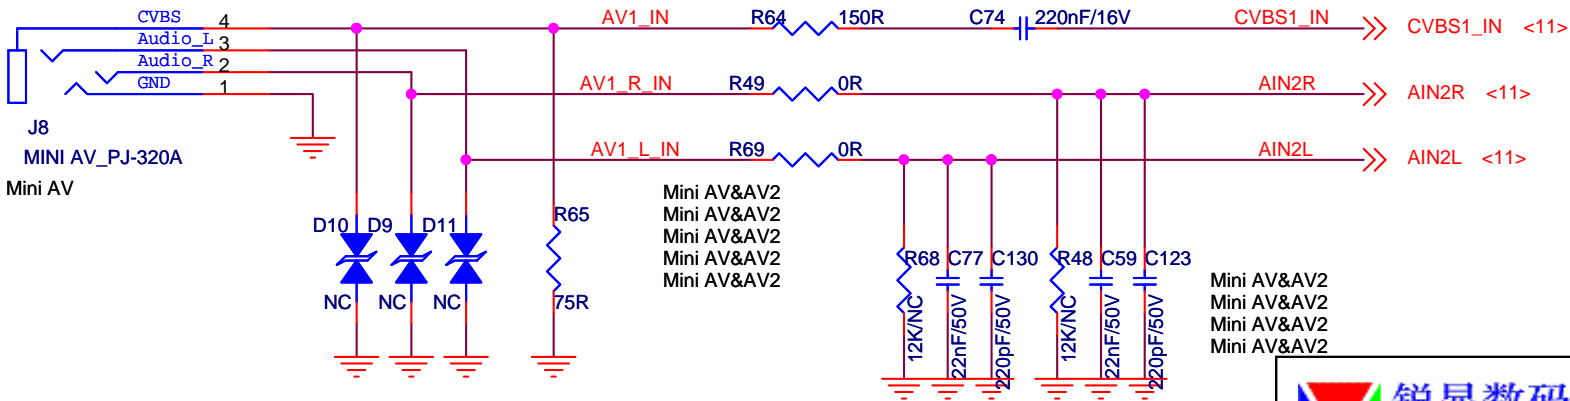 CVBS 4 AV1_IN R64 150R C74 220nF/16V CVBS1_IN CVBS1_IN <11>
Audio_L 3
Audio_R 2
GND 1 AV1_R_IN R49 0R AIN2R AIN2R <11>
J8
MINI AV_PJ-320A AV1_L_IN R69 0R AIN2L AIN2L <11>
Mini AV
Mini AV&AV2
Mini AV&AV2
Mini AV&AV2
Mini AV&AV2
Mini AV&AV2
D10 D9 D11 R65
NC NC NC 75R
R68 C77 C130 R48 C59 C123
12K/NC
22nF/50V
220pF/50V
12K/NC
22nF/50V
220pF/50V
Mini AV&AV2
Mini AV&AV2
Mini AV&AV2
Mini AV&AV2
锐显数码